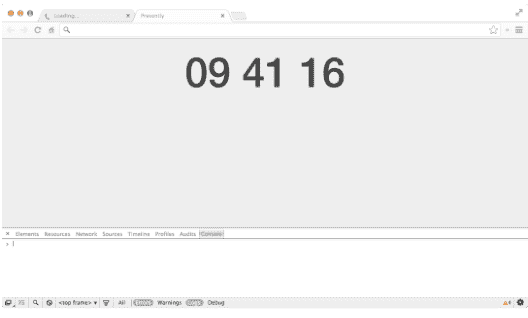 Loading...
Presently
09 41 16
Elements Resources Network Sources Timeline Profiles Audits Console
<top frame> All Errors Warnings Logs Debug